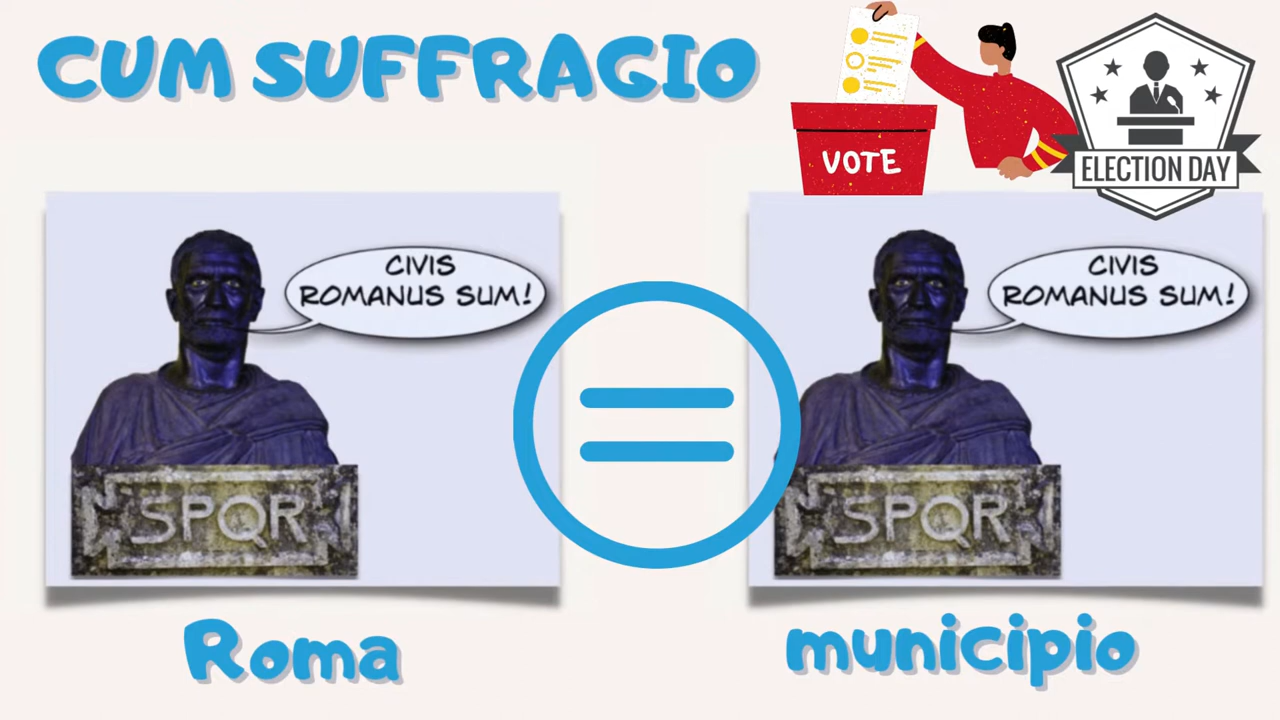 CUM SUFFRAGIO
VOTE
ELECTION DAY
CIVIS
ROMANUS SUM!
SPQR
CIVIS
ROMANUS SUM!
SPQR
Roma
municipio